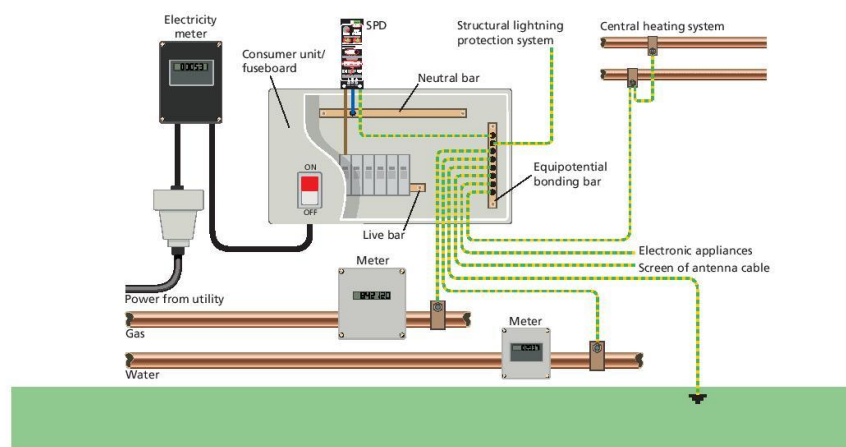 Electricity
meter
SPD
Structural lightning
protection system
Central heating system
Consumer unit/
fuseboard
Neutral bar
ON
OFF
Equipotential
bonding bar
Live bar
Electronic appliances
Screen of antenna cable
Meter
Power from utility
Gas
Meter
Water